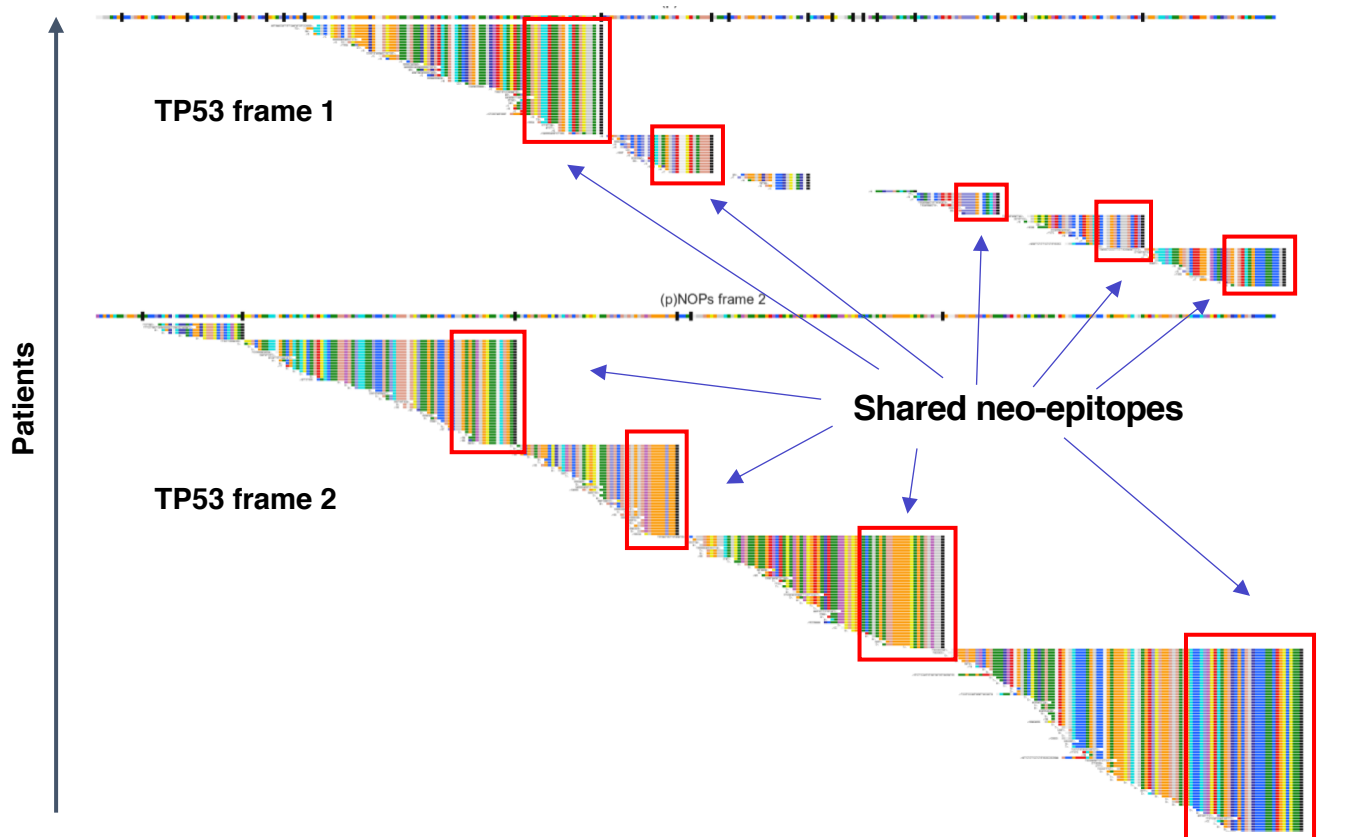 TP53 frame 1
(p)NOPs frame 2
Shared neo-epitopes
Patients
TP53 frame 2